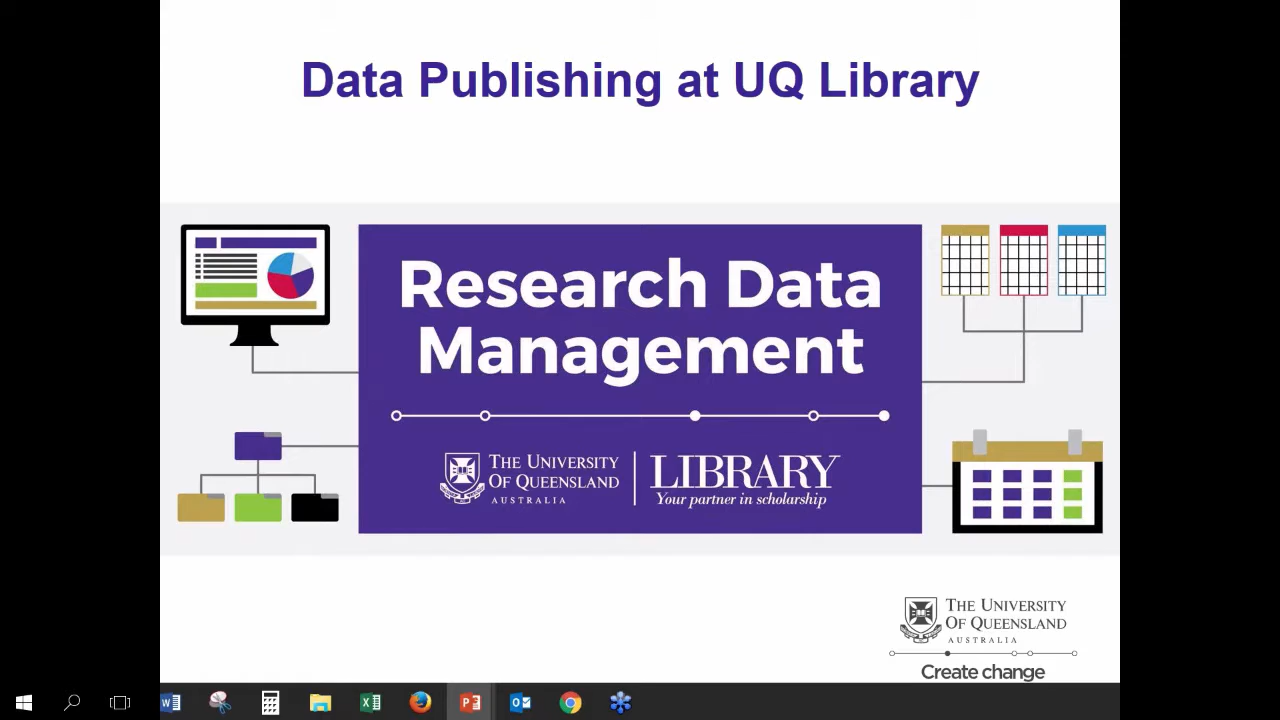 Data Publishing at UQ Library
Research Data
Management
THE UNIVERSITY
OF QUEENSLAND
AUSTRALIA
LIBRARY
Your partner in scholarship
THE UNIVERSITY
OF QUEENSLAND
AUSTRALIA
Create change